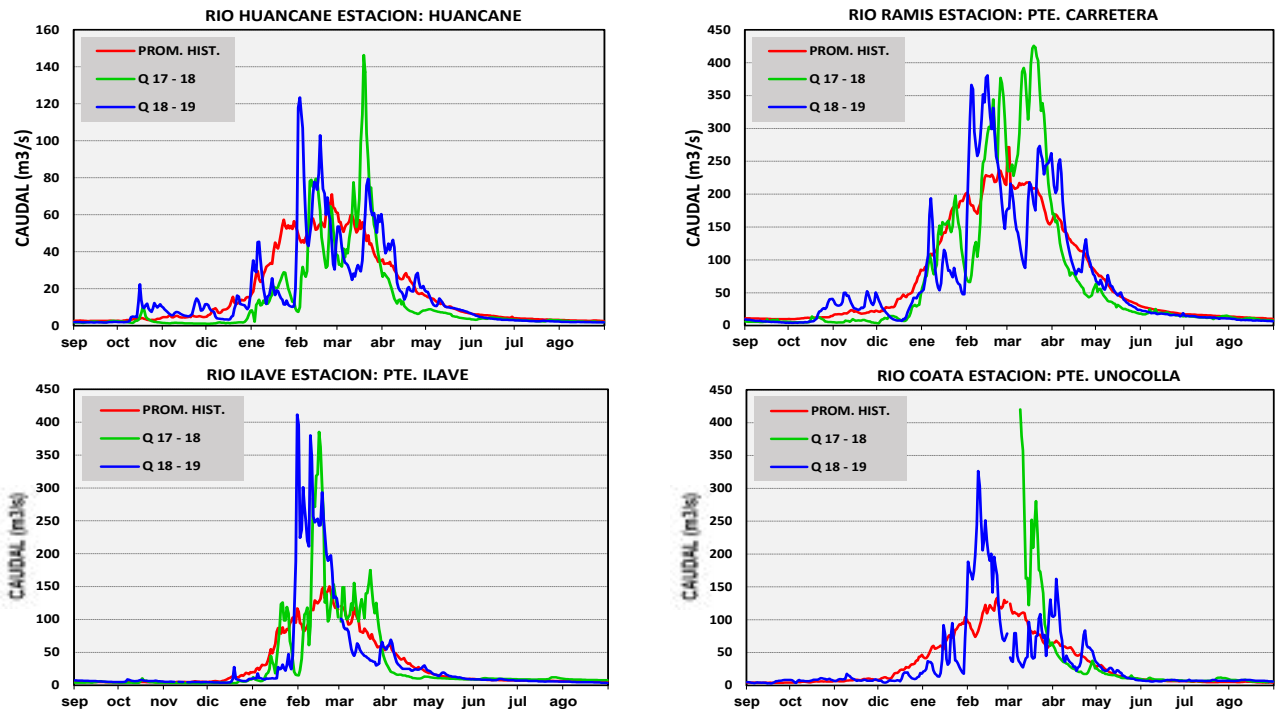 RIO HUANCANE ESTACION: HUANCANE
CAUDAL (m3/s)
160
140
120
100
80
60
40
20
0
PROM. HIST.
Q 17 - 18
Q 18 - 19
sep oct nov dic ene feb mar abr may jun jul ago
RIO RAMIS ESTACION: PTE. CARRETERA
CAUDAL (m3/s)
450
400
350
300
250
200
150
100
50
0
PROM. HIST.
Q 17 - 18
Q 18 - 19
sep oct nov dic ene feb mar abr may jun jul ago
RIO ILAVE ESTACION: PTE. ILAVE
CAUDAL (m3/s)
450
400
350
300
250
200
150
100
50
0
PROM. HIST.
Q 17 - 18
Q 18 - 19
sep oct nov dic ene feb mar abr may jun jul ago
RIO COATA ESTACION: PTE. UNOCOLLA
CAUDAL (m3/s)
450
400
350
300
250
200
150
100
50
0
PROM. HIST.
Q 17 - 18
Q 18 - 19
sep oct nov dic ene feb mar abr may jun jul ago